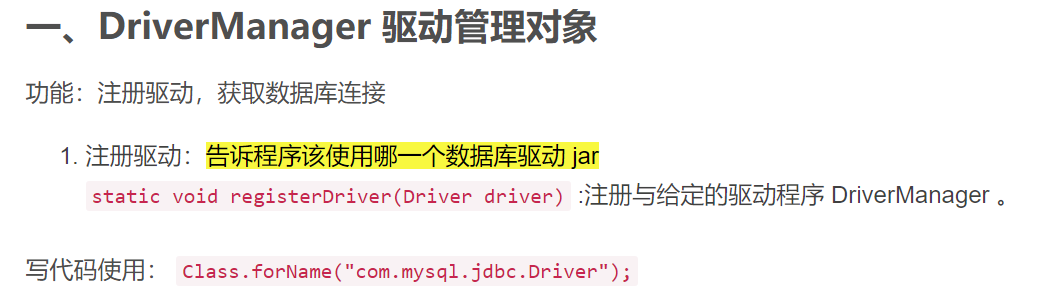 一、DriverManager 驱动管理对象
功能：注册驱动，获取数据库连接
1. 注册驱动：告诉程序该使用哪一个数据库驱动 jar
static void registerDriver(Driver driver) :注册与给定的驱动程序 DriverManager 。
写代码使用： Class.forName("com.mysql.jdbc.Driver");